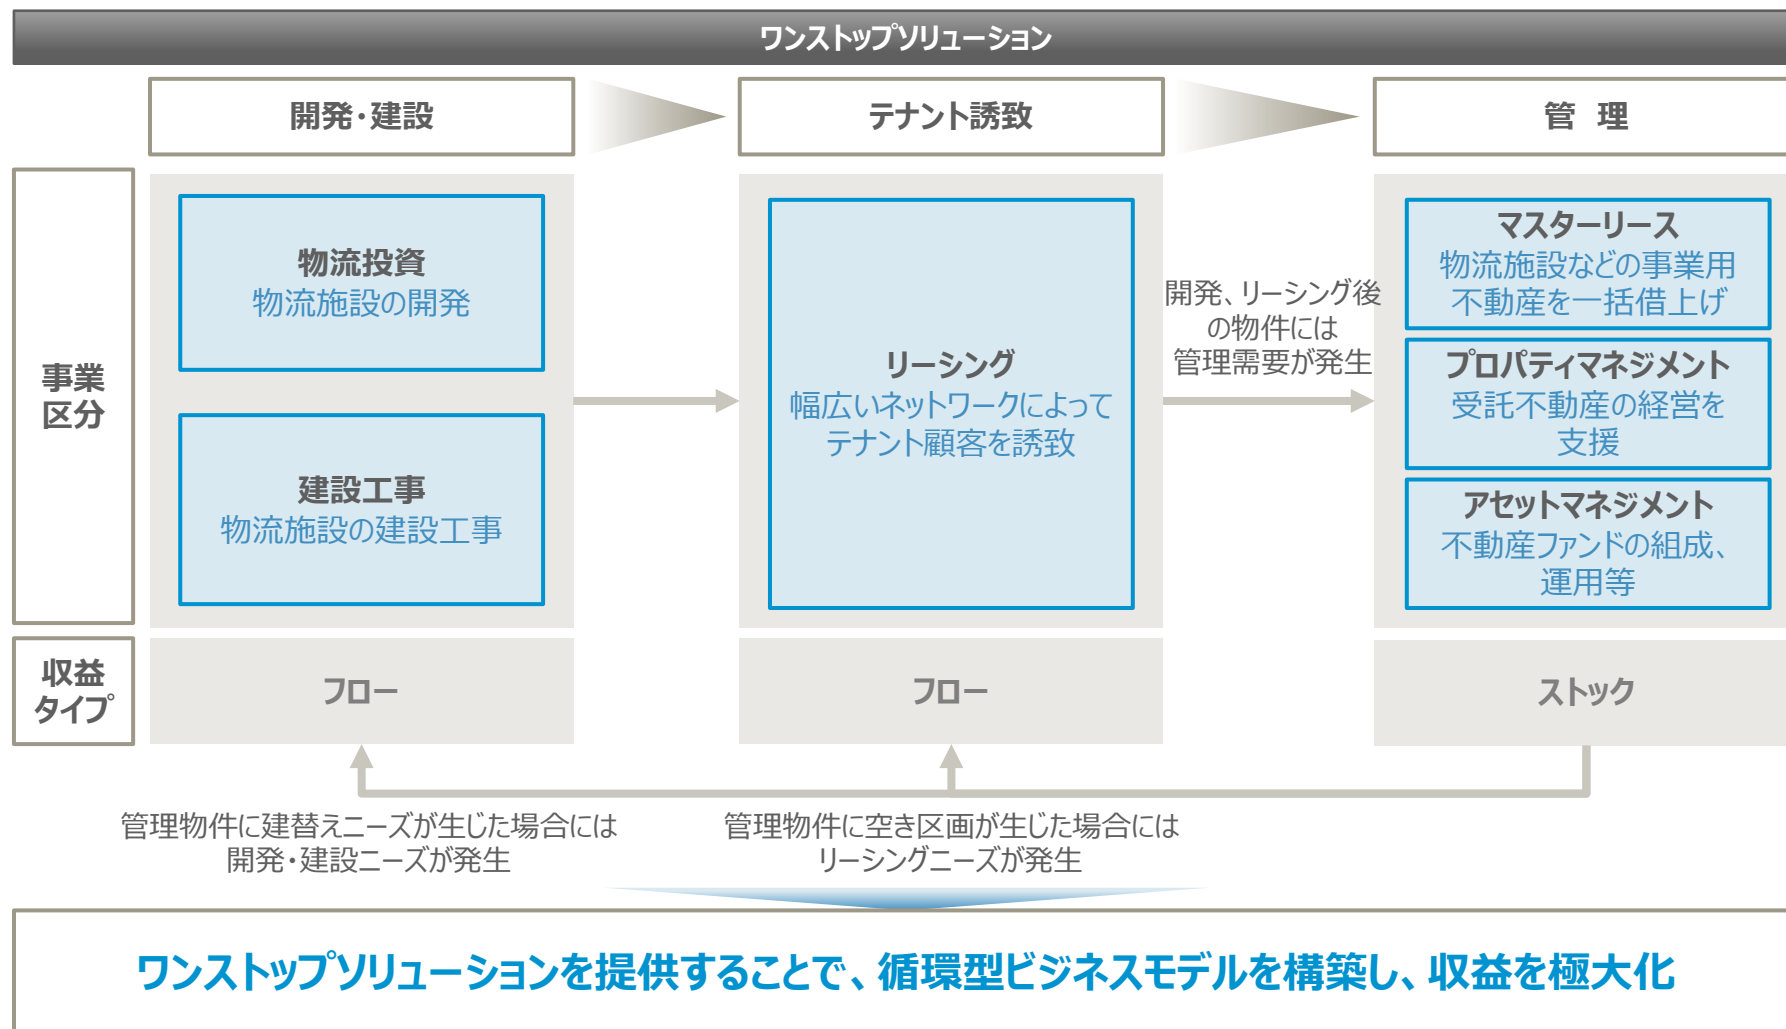 ワンストップソリューション
開発・建設
テナント誘致
管 理
事業
区分
物流投資
物流施設の開発
建設工事
物流施設の建設工事
リーシング
幅広いネットワークによって
テナント顧客を誘致
開発、リーシング後
の物件には
管理需要が発生
マスターリース
物流施設などの事業用
不動産を一括借上げ
プロパティマネジメント
受託不動産の経営を
支援
アセットマネジメント
不動産ファンドの組成、
運用等
収益
タイプ
フロー
フロー
ストック
管理物件に建替えニーズが生じた場合には
開発・建設ニーズが発生
管理物件に空き区画が生じた場合には
リーシングニーズが発生
ワンストップソリューションを提供することで、循環型ビジネスモデルを構築し、収益を極大化